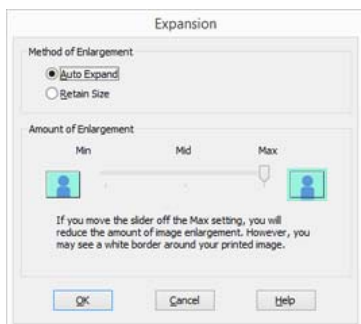 Expansion
Method of Enlargement
Auto Expand
Retain Size
Amount of Enlargement
Min Mid Max
If you move the slider off the Max setting, you will
reduce the amount of image enlargement. However, you
may see a white border around your printed image.
OK Cancel Help